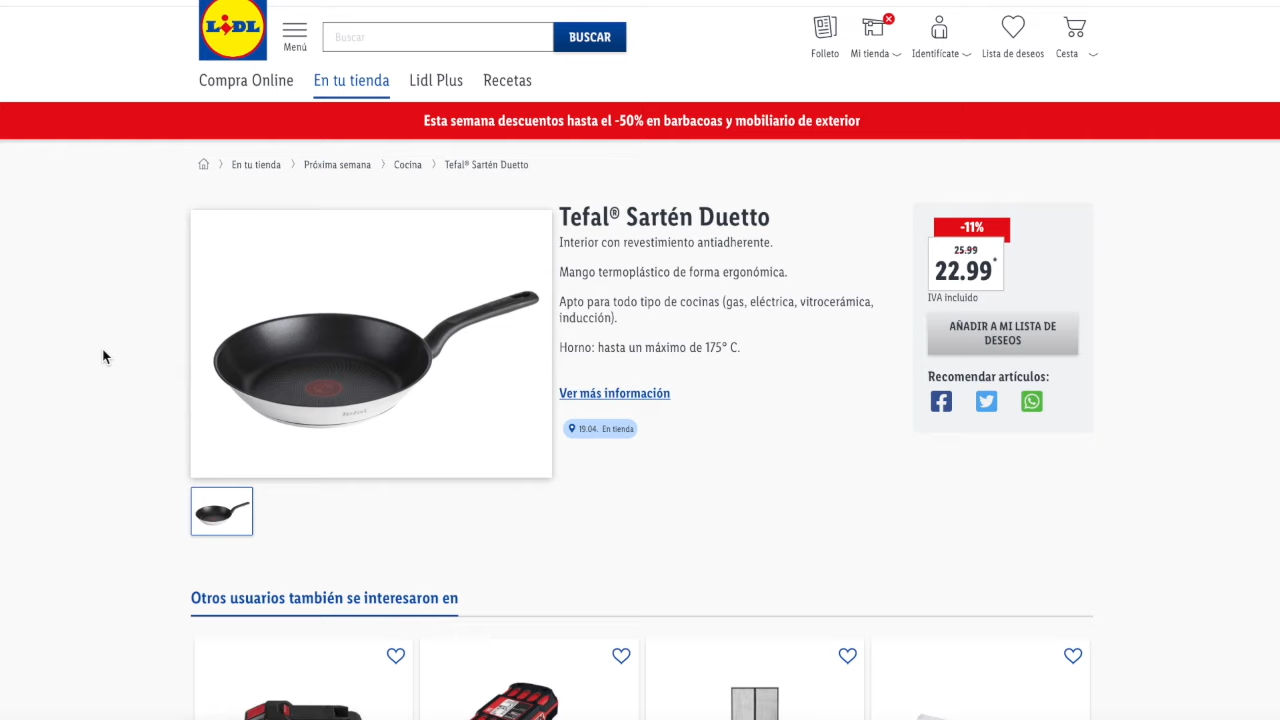 LIDL
Menú
Buscar
BUSCAR
Folleto
Mi tienda
Identifícate
Lista de deseos
Cesta
Compra Online
En tu tienda
Lidl Plus
Recetas
Esta semana descuentos hasta el -50% en barbacoas y mobiliario de exterior
En tu tienda
Próxima semana
Cocina
Tefal® Sartén Duetto
Tefal® Sartén Duetto
Interior con revestimiento antiadherente.
Mango termoplástico de forma ergonómica.
Apto para todo tipo de cocinas (gas, eléctrica, vitrocerámica,
inducción).
Horno: hasta un máximo de 175° C.
Ver más información
19.04. En tienda
-11%
25.99
22.99*
IVA incluido
AÑADIR A MI LISTA DE
DESEOS
Recomendar artículos:
Otros usuarios también se interesaron en